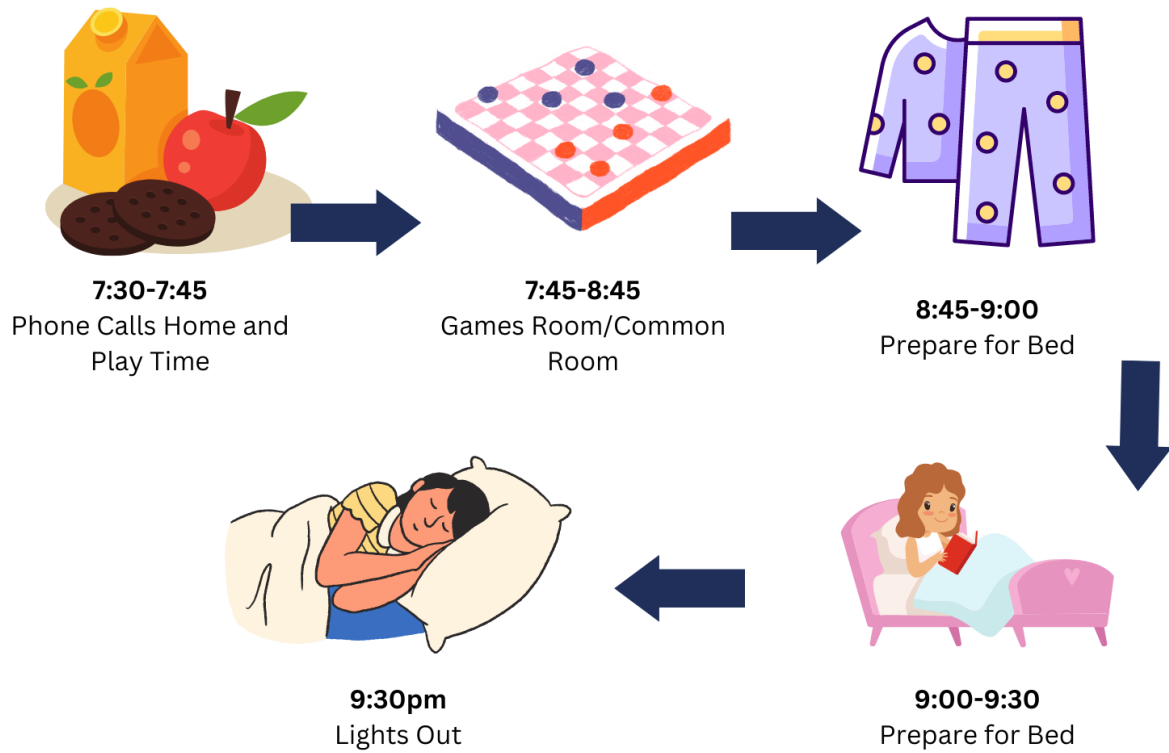 7:30-7:45
Phone Calls Home and
Play Time
7:45-8:45
Games Room/Common
Room
8:45-9:00
Prepare for Bed
9:00-9:30
Prepare for Bed
9:30pm
Lights Out